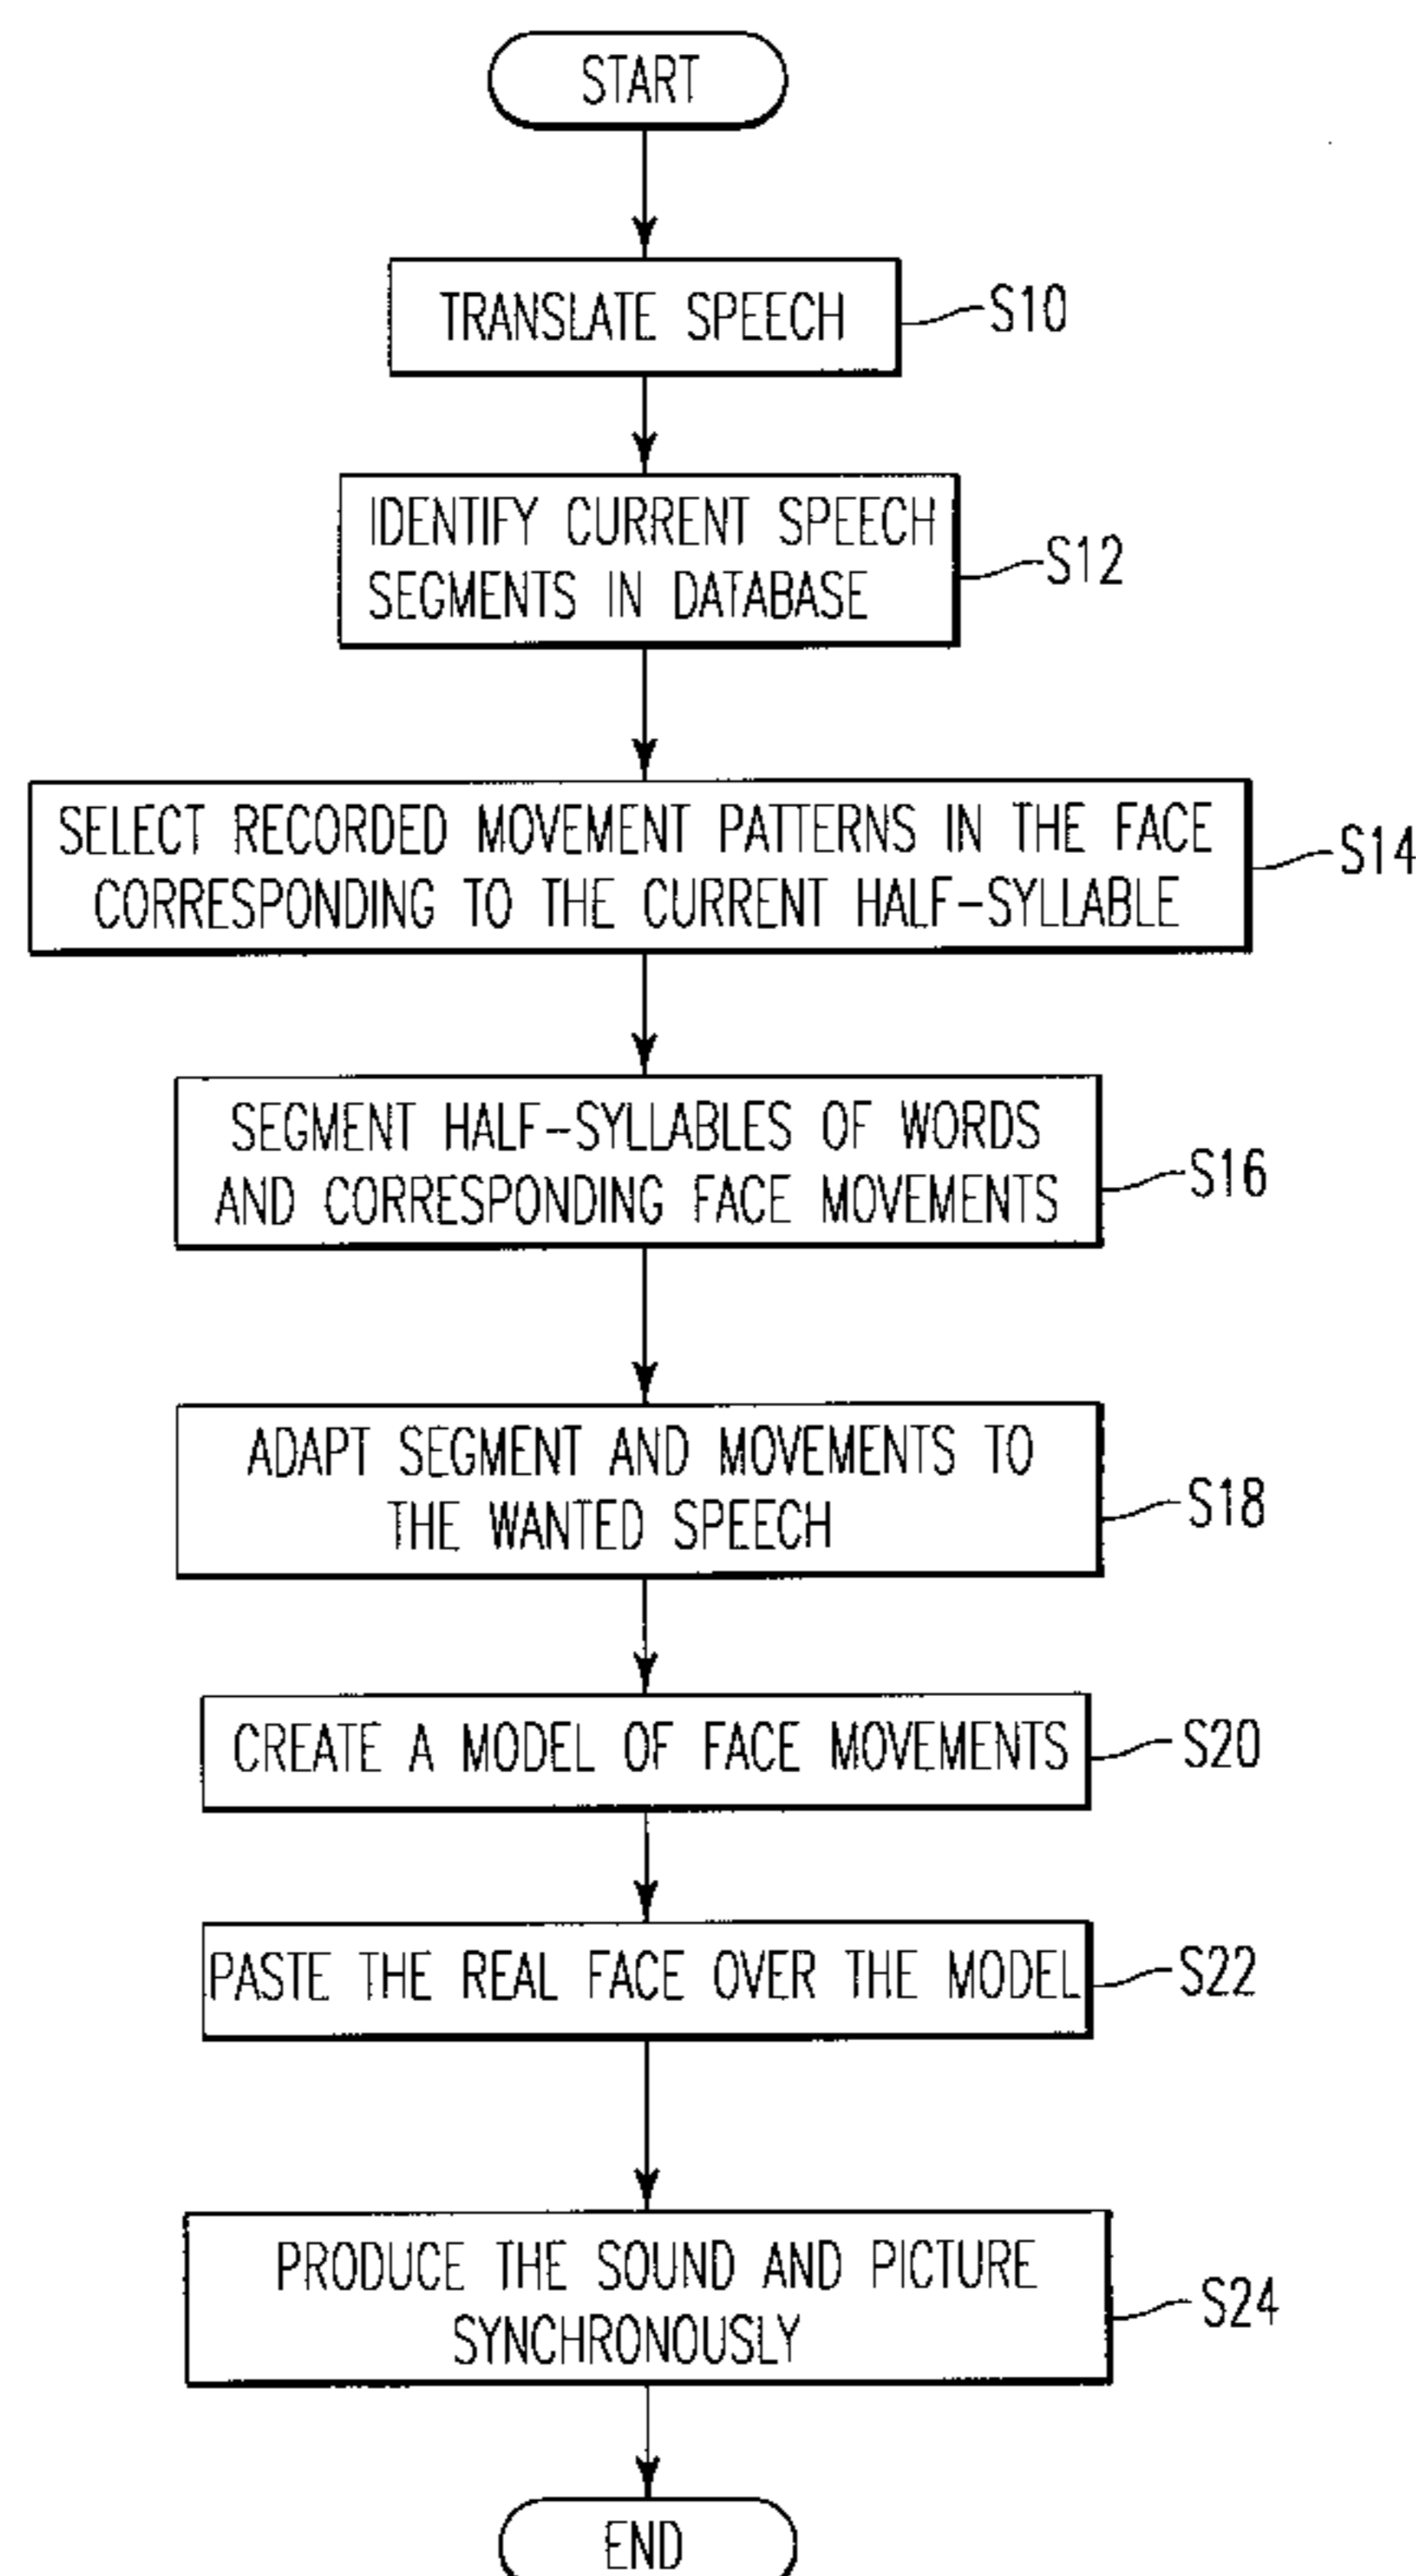 START
TRANSLATE SPEECH
S10
IDENTIFY CURRENT SPEECH
SEGMENTS IN DATABASE
S12
SELECT RECORDED MOVEMENT PATTERNS IN THE FACE
CORRESPONDING TO THE CURRENT HALF-SYLLABLE
S14
SEGMENT HALF-SYLLABLES OF WORDS
AND CORRESPONDING FACE MOVEMENTS
S16
ADAPT SEGMENT AND MOVEMENTS TO
THE WANTED SPEECH
S18
CREATE A MODEL OF FACE MOVEMENTS
S20
PASTE THE REAL FACE OVER THE MODEL
S22
PRODUCE THE SOUND AND PICTURE
SYNCHRONOUSLY
S24
END